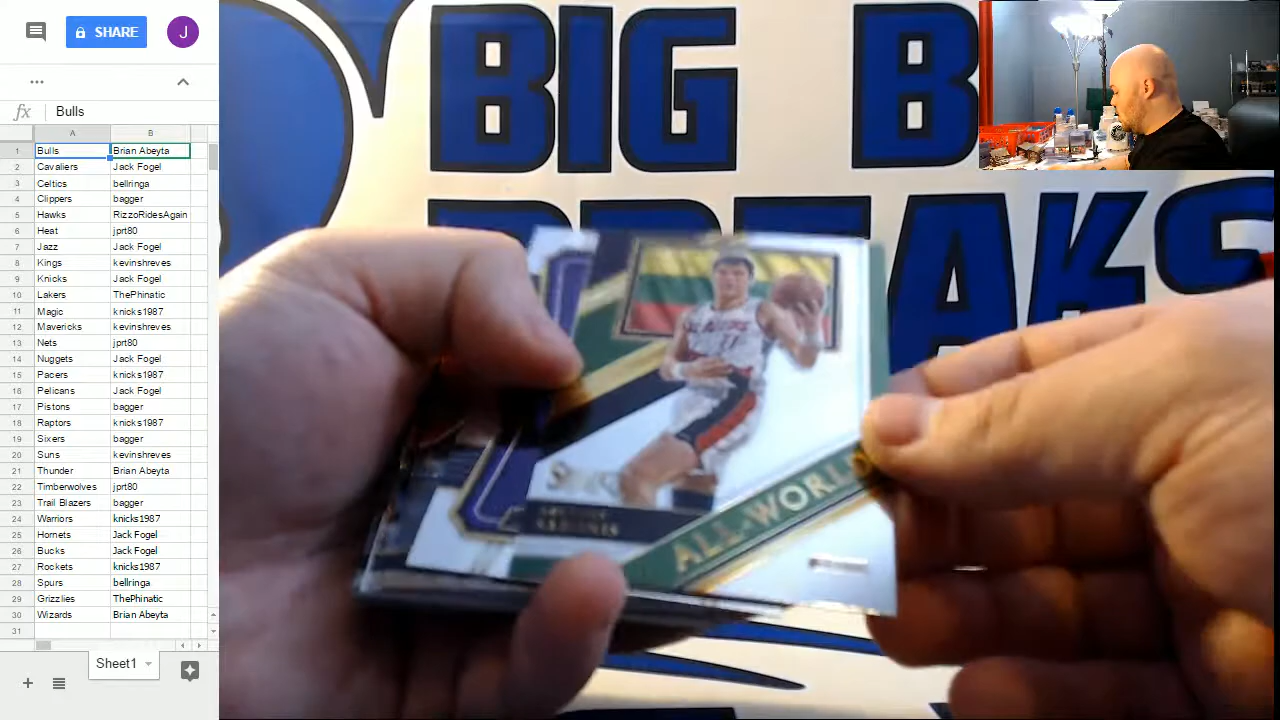 SHARE
J
...
fx Bulls
A B
1 Bulls Brian Abeyta
2 Cavaliers Jack Fogel
3 Celtics bellringa
4 Clippers bagger
5 Hawks RizzoRidesAgain
6 Heat jprt80
7 Jazz Jack Fogel
8 Kings kevinshreves
9 Knicks Jack Fogel
10 Lakers ThePhinatic
11 Magic knicks1987
12 Mavericks kevinshreves
13 Nets jprt80
14 Nuggets Jack Fogel
15 Pacers knicks1987
16 Pelicans Jack Fogel
17 Pistons bagger
18 Raptors knicks1987
19 Sixers bagger
20 Suns kevinshreves
21 Thunder Brian Abeyta
22 Timberwolves jprt80
23 Trail Blazers bagger
24 Warriors knicks1987
25 Hornets Jack Fogel
26 Bucks Jack Fogel
27 Rockets knicks1987
28 Spurs bellringa
29 Grizzlies ThePhinatic
30 Wizards Brian Abeyta
31
Sheet1
BIG B
BREAKS
SABONIS
ALL-WORLD